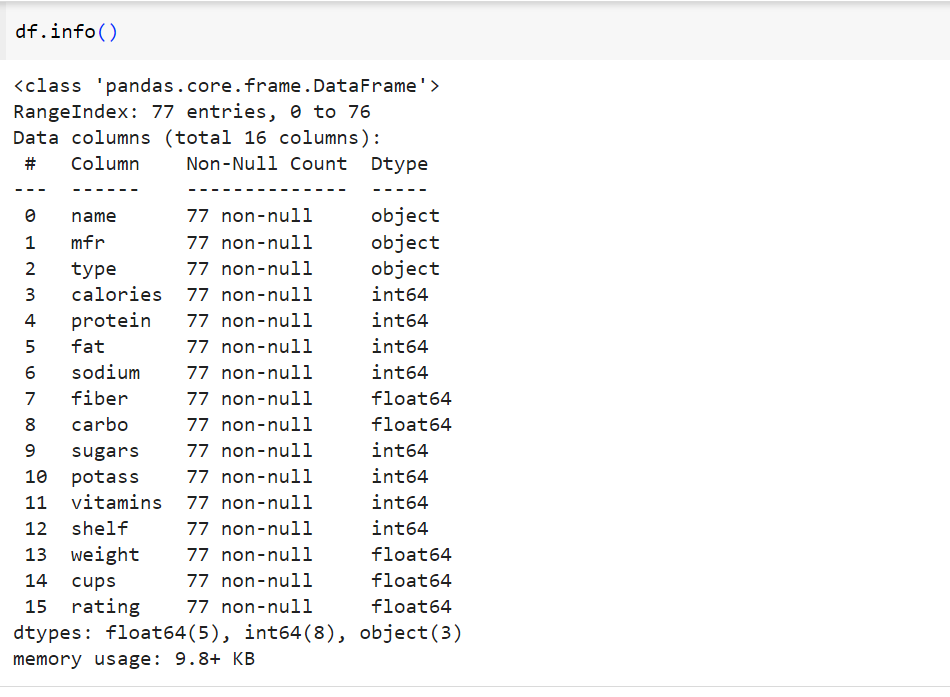 df.info()
<class 'pandas.core.frame.DataFrame'>
RangeIndex: 77 entries, 0 to 76
Data columns (total 16 columns):
 #   Column    Non-Null Count  Dtype
---  ------    --------------  -----
 0   name      77 non-null     object
 1   mfr       77 non-null     object
 2   type      77 non-null     object
 3   calories  77 non-null     int64
 4   protein   77 non-null     int64
 5   fat       77 non-null     int64
 6   sodium    77 non-null     int64
 7   fiber     77 non-null     float64
 8   carbo     77 non-null     float64
 9   sugars    77 non-null     int64
 10  potass    77 non-null     int64
 11  vitamins  77 non-null     int64
 12  shelf     77 non-null     int64
 13  weight    77 non-null     float64
 14  cups      77 non-null     float64
 15  rating    77 non-null     float64
dtypes: float64(5), int64(8), object(3)
memory usage: 9.8+ KB